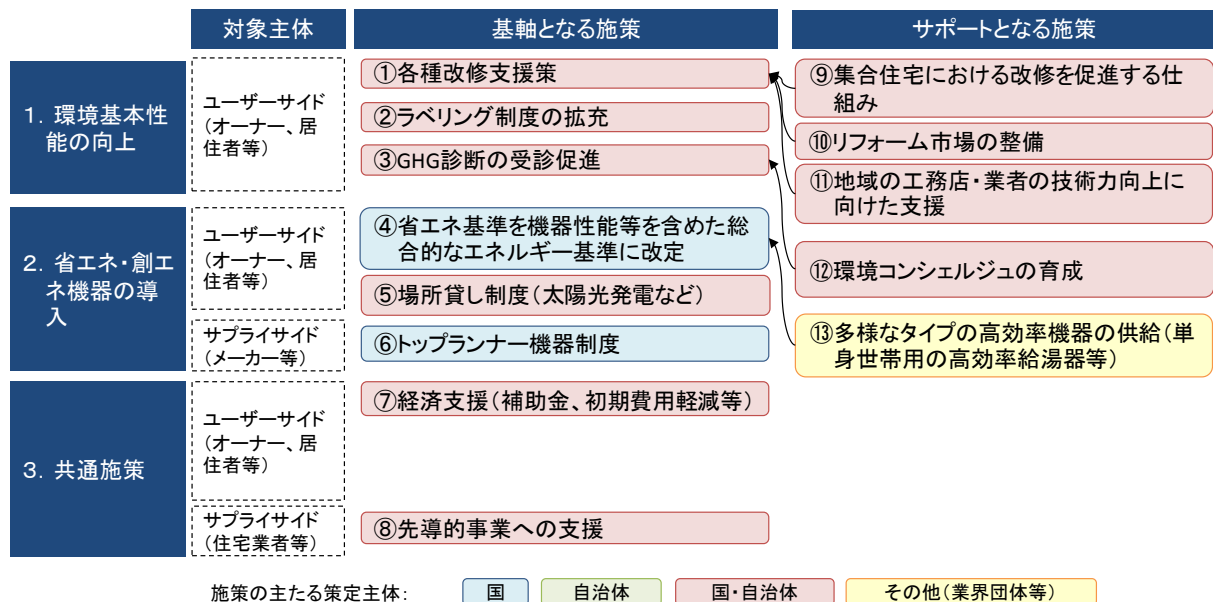 対象主体
基軸となる施策
サポートとなる施策
1．環境基本性
能の向上
ユーザーサイド
(オーナー、居
住者等)
①各種改修支援策
②ラベリング制度の拡充
③GHG診断の受診促進
⑨集合住宅における改修を促進する仕
組み
⑩リフォーム市場の整備
⑪地域の工務店・業者の技術力向上に
向けた支援
2．省エネ・創エ
ネ機器の導
入
ユーザーサイド
(オーナー、居
住者等)
④省エネ基準を機器性能等を含めた総
合的なエネルギー基準に改定
⑤場所貸し制度(太陽光発電など)
サプライサイド
(メーカー等)
⑥トップランナー機器制度
⑫環境コンシェルジュの育成
⑬多様なタイプの高効率機器の供給(単
身世帯用の高効率給湯器等)
3．共通施策
ユーザーサイド
(オーナー、居
住者等)
⑦経済支援(補助金、初期費用軽減等)
サプライサイド
(住宅業者等)
⑧先導的事業への支援
施策の主たる策定主体:
国
自治体
国・自治体
その他(業界団体等)